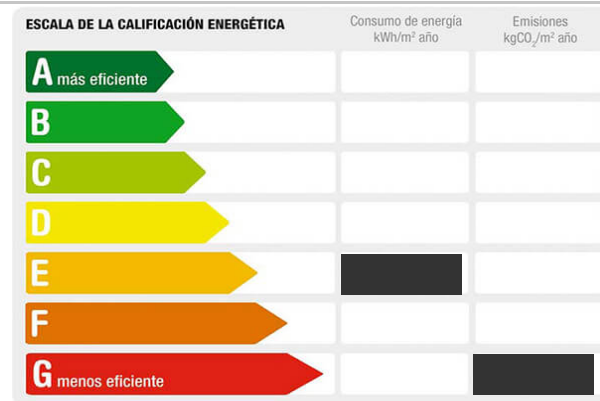 ESCALA DE LA CALIFICACIÓN ENERGÉTICA
Consumo de energía
kWh/m² año
Emisiones
kgCO₂/m² año
A más eficiente
B
C
D
E
F
G menos eficiente